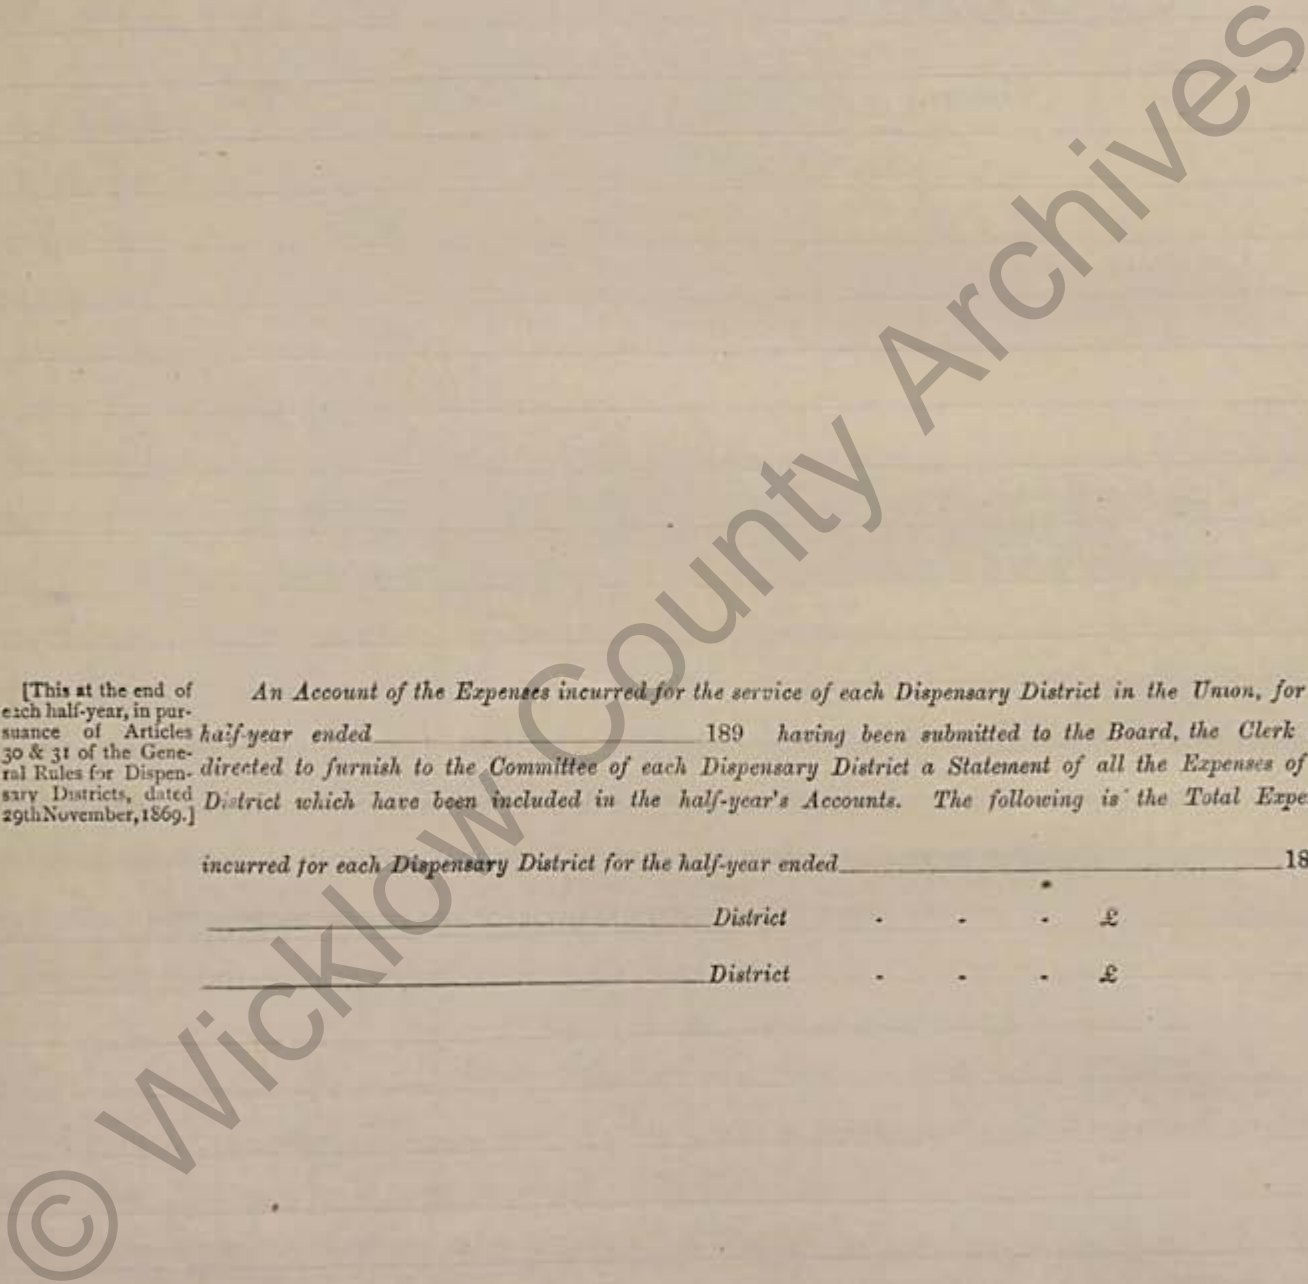 [This at the end of
each half-year, in pur-
suance of Articles
30 & 31 of the Gene-
ral Rules for Dispen-
sary Districts, dated
29th November, 1869.]
An Account of the Expenses incurred for the service of each Dispensary District in the Union, for
half-year ended 189 having been submitted to the Board, the Clerk
directed to furnish to the Committee of each Dispensary District a Statement of all the Expenses of
District which have been included in the half-year's Accounts. The following is the Total Expe
incurred for each Dispensary District for the half-year ended 18
District - - - £
District - - - £
© Wicklow County Archives